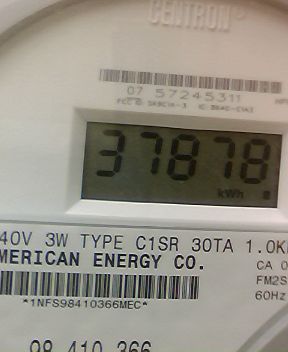 CENTRON®
07 57245311
37878
kWh
40V 3W TYPE C1SR 30TA 1.0K
MERICAN ENERGY CO.
CA 0
FM2S
60Hz
*1NFS98410366MEC*
98 410 366